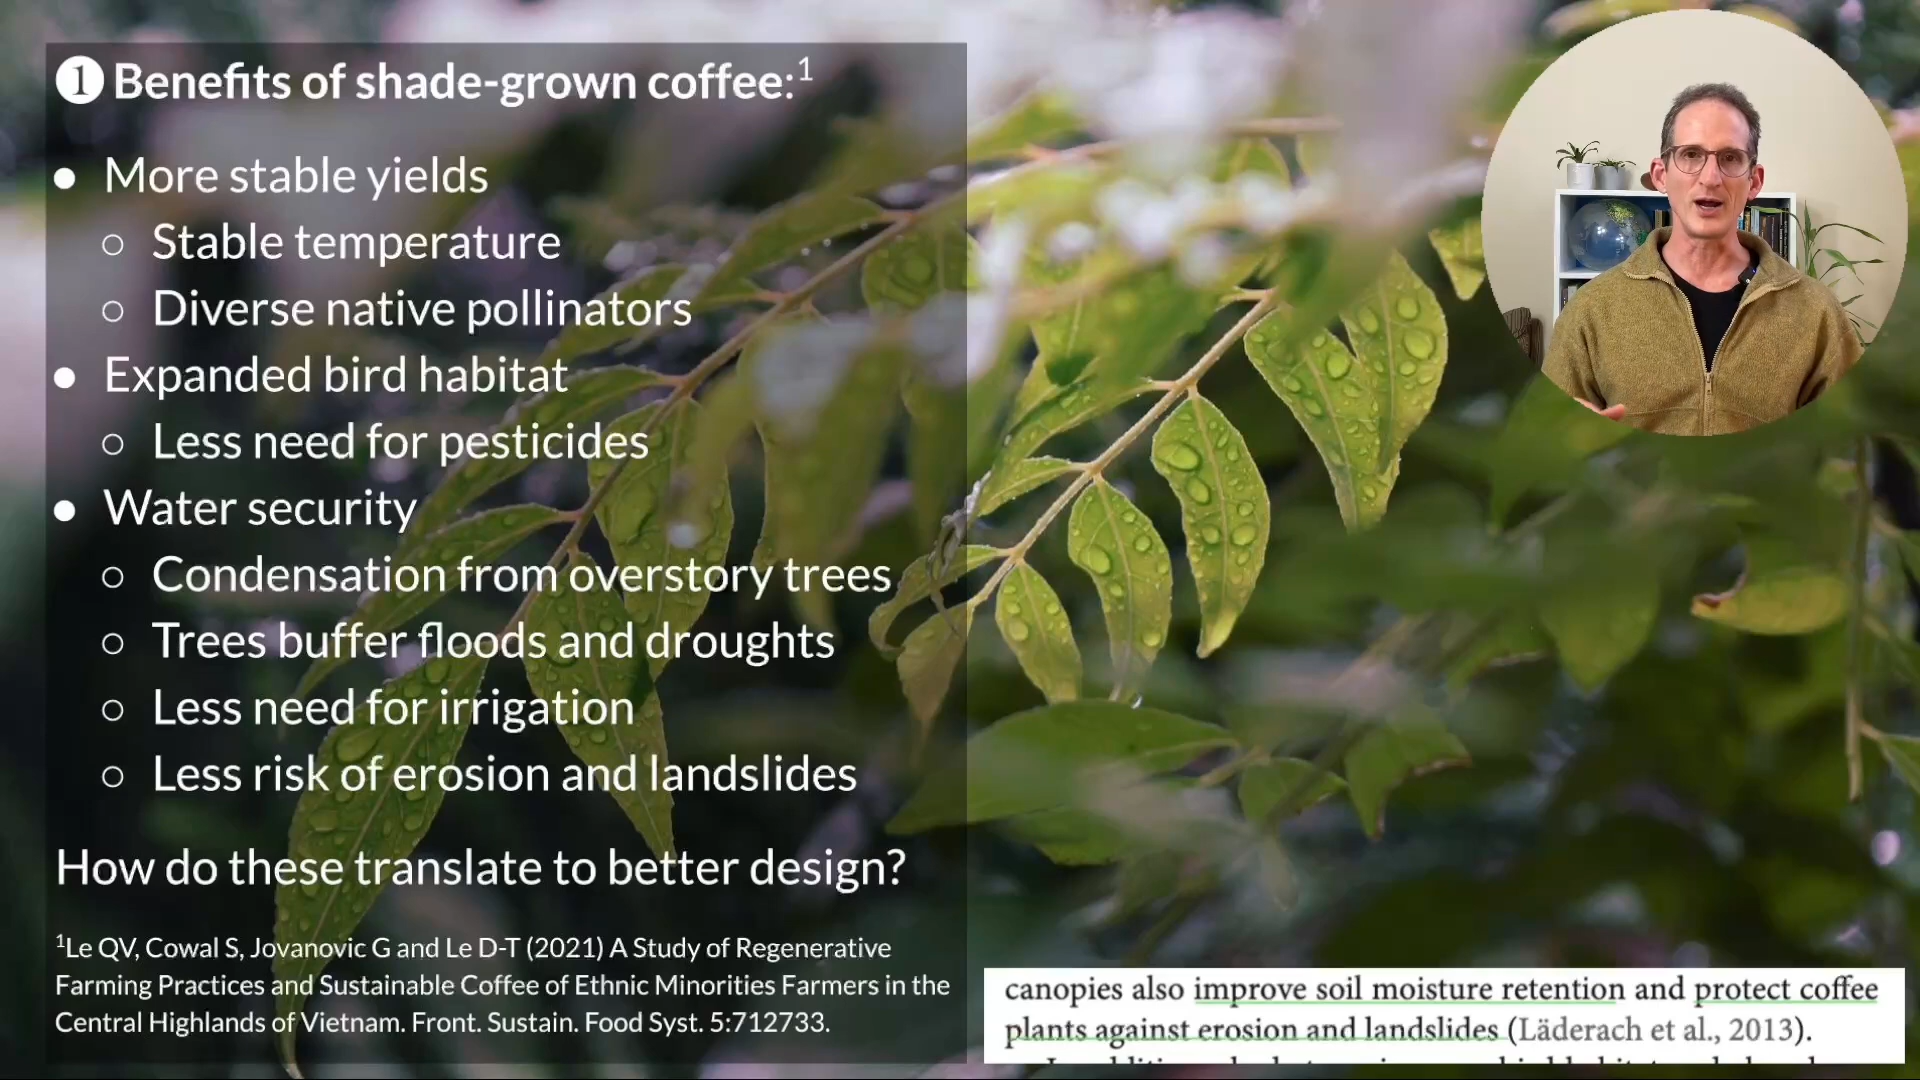 ❶ Benefits of shade-grown coffee:¹
● More stable yields
○ Stable temperature
○ Diverse native pollinators
● Expanded bird habitat
○ Less need for pesticides
● Water security
○ Condensation from overstory trees
○ Trees buffer floods and droughts
○ Less need for irrigation
○ Less risk of erosion and landslides
How do these translate to better design?
¹Le QV, Cowal S, Jovanovic G and Le D-T (2021) A Study of Regenerative
Farming Practices and Sustainable Coffee of Ethnic Minorities Farmers in the
Central Highlands of Vietnam. Front. Sustain. Food Syst. 5:712733.
canopies also improve soil moisture retention and protect coffee
plants against erosion and landslides (Läderach et al., 2013).